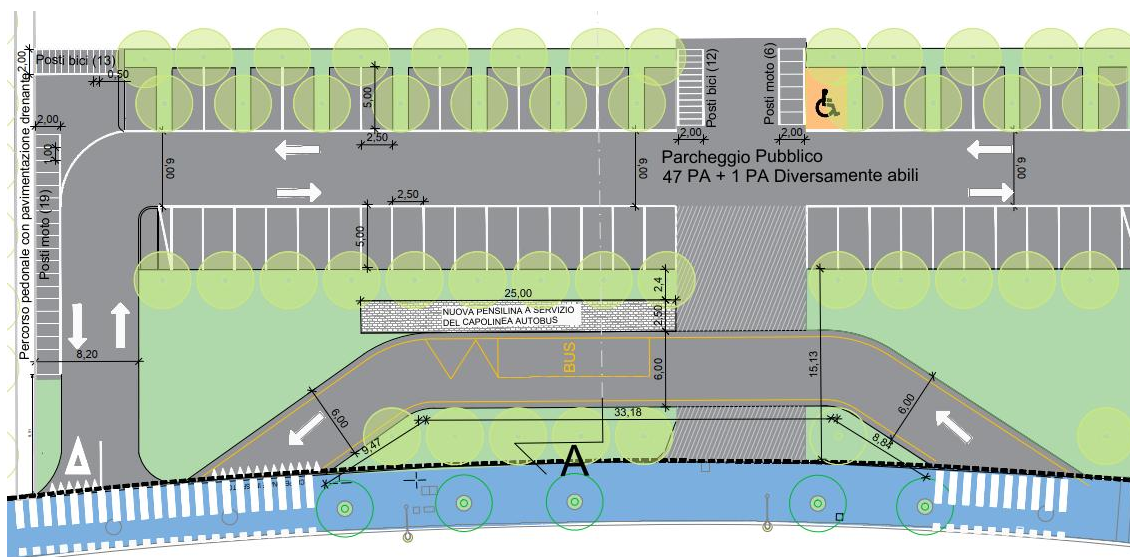 Posti bici (13)
2,00
0,50
5,00
2,50
Posti bici (12)
Posti moto (6)
2,00
2,00
Percorso pedonale con pavimentazione drenante
2,00
1,00
Posti moto (19)
6,00
6,00
6,00
Parcheggio Pubblico
47 PA + 1 PA Diversamente abili
2,50
5,00
25,00
2,4
2,50
NUOVA PENSILINA A SERVIZIO
DEL CAPOLINEA AUTOBUS
BUS
8,20
6,00
15,13
6,00
6,00
33,18
9,47
8,84
A